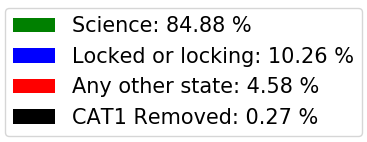 Science: 84.88 %
Locked or locking: 10.26 %
Any other state: 4.58 %
CAT1 Removed: 0.27 %